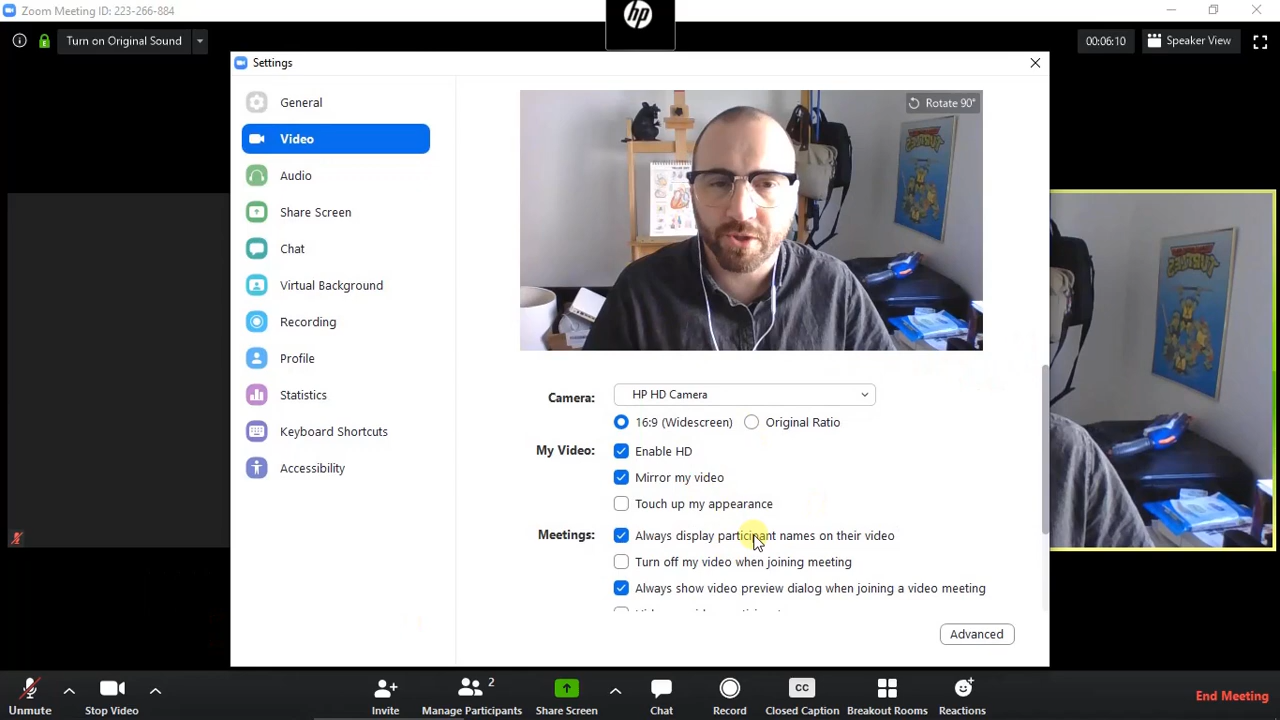 Zoom Meeting ID: 223-266-884
hp
Turn on Original Sound
00:06:10
Speaker View
Settings
General
Video
Audio
Share Screen
Chat
Virtual Background
Recording
Profile
Statistics
Keyboard Shortcuts
Accessibility
Rotate 90°
Camera:
HP HD Camera
16:9 (Widescreen)
Original Ratio
My Video:
Enable HD
Mirror my video
Touch up my appearance
Meetings:
Always display participant names on their video
Turn off my video when joining meeting
Always show video preview dialog when joining a video meeting
Advanced
Unmute
Stop Video
Invite
2
Manage Participants
Share Screen
Chat
Record
CC
Closed Caption
Breakout Rooms
Reactions
End Meeting